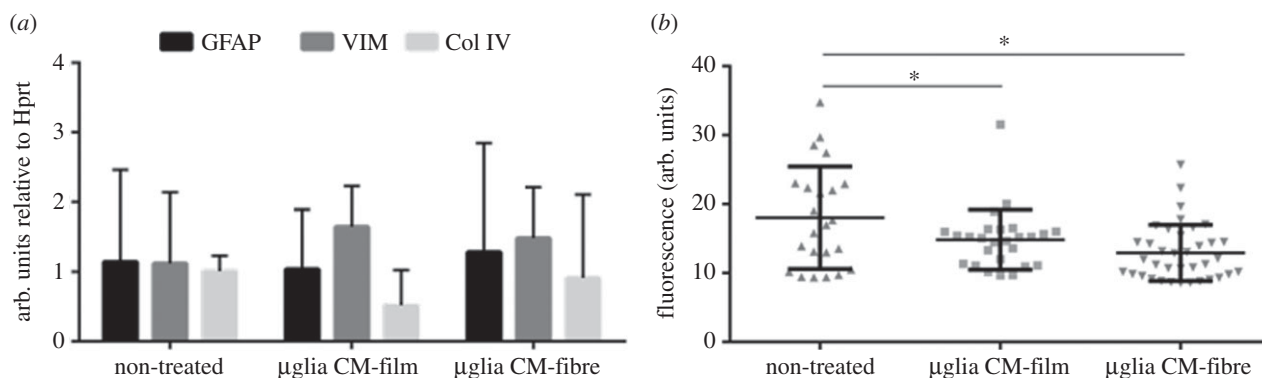 (a)
GFAP VIM Col IV
arb. units relative to Hprt
4
3
2
1
0
non-treated µglia CM-film µglia CM-fibre
(b)
* 
*
fluorescence (arb. units)
40
30
20
10
0
non-treated µglia CM-film µglia CM-fibre